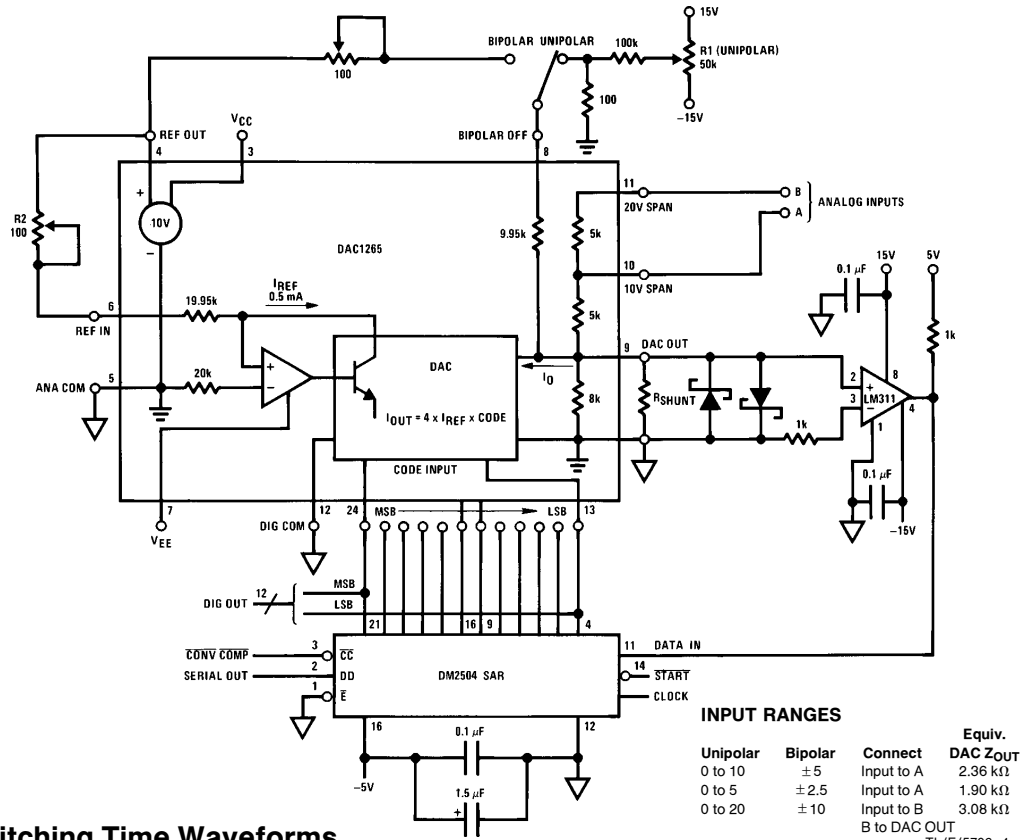 15V
BIPOLAR UNIPOLAR
100k
R1 (UNIPOLAR)
50k
100
100
-15V
VCC
REF OUT
BIPOLAR OFF
4
3
8
+
10V
-
R2
100
DAC1265
9.95k
11
20V SPAN
B
A
ANALOG INPUTS
5k
10
10V SPAN
5k
15V
5V
0.1 µF
1k
6
REF IN
19.95k
IREF
0.5 mA
DAC
9
DAC OUT
IO
5
ANA COM
20k
+
-
IOUT = 4 x IREF x CODE
8k
RSHUNT
2
3
+
-
LM311
8
4
1
1k
CODE INPUT
0.1 µF
-15V
7
VEE
12
DIG COM
24
MSB
LSB
13
DIG OUT
12
MSB
LSB
21
16
9
4
CONV COMP
3
CC
SERIAL OUT
2
DD
1
E
DM2504 SAR
11
DATA IN
14
START
CLOCK
16
12
0.1 µF
-5V
1.5 µF
+
INPUT RANGES
Equiv.
Unipolar Bipolar Connect DAC ZOUT
0 to 10 ±5 Input to A 2.36 kΩ
0 to 5 ±2.5 Input to A 1.90 kΩ
0 to 20 ±10 Input to B 3.08 kΩ
B to DAC OUT
itching Time Waveforms